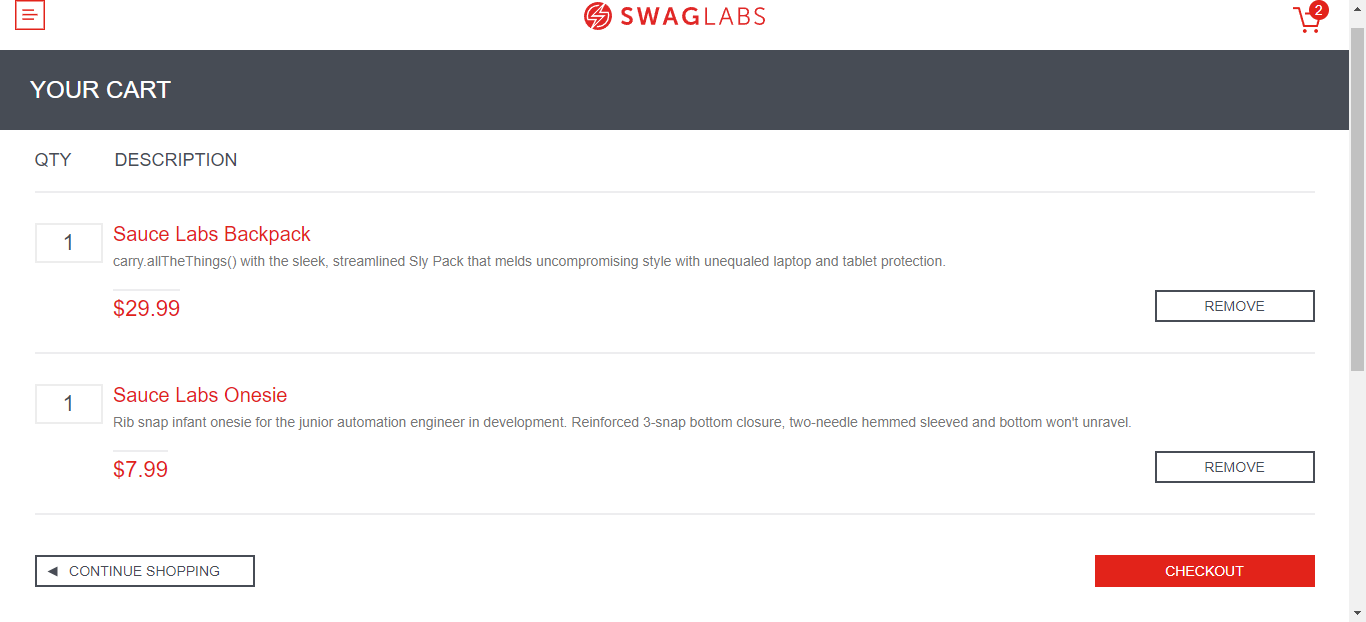 SWAGLABS
2
YOUR CART
QTY DESCRIPTION
1 Sauce Labs Backpack
carry.allTheThings() with the sleek, streamlined Sly Pack that melds uncompromising style with unequaled laptop and tablet protection.
$29.99 REMOVE
1 Sauce Labs Onesie
Rib snap infant onesie for the junior automation engineer in development. Reinforced 3-snap bottom closure, two-needle hemmed sleeved and bottom won't unravel.
$7.99 REMOVE
CONTINUE SHOPPING CHECKOUT